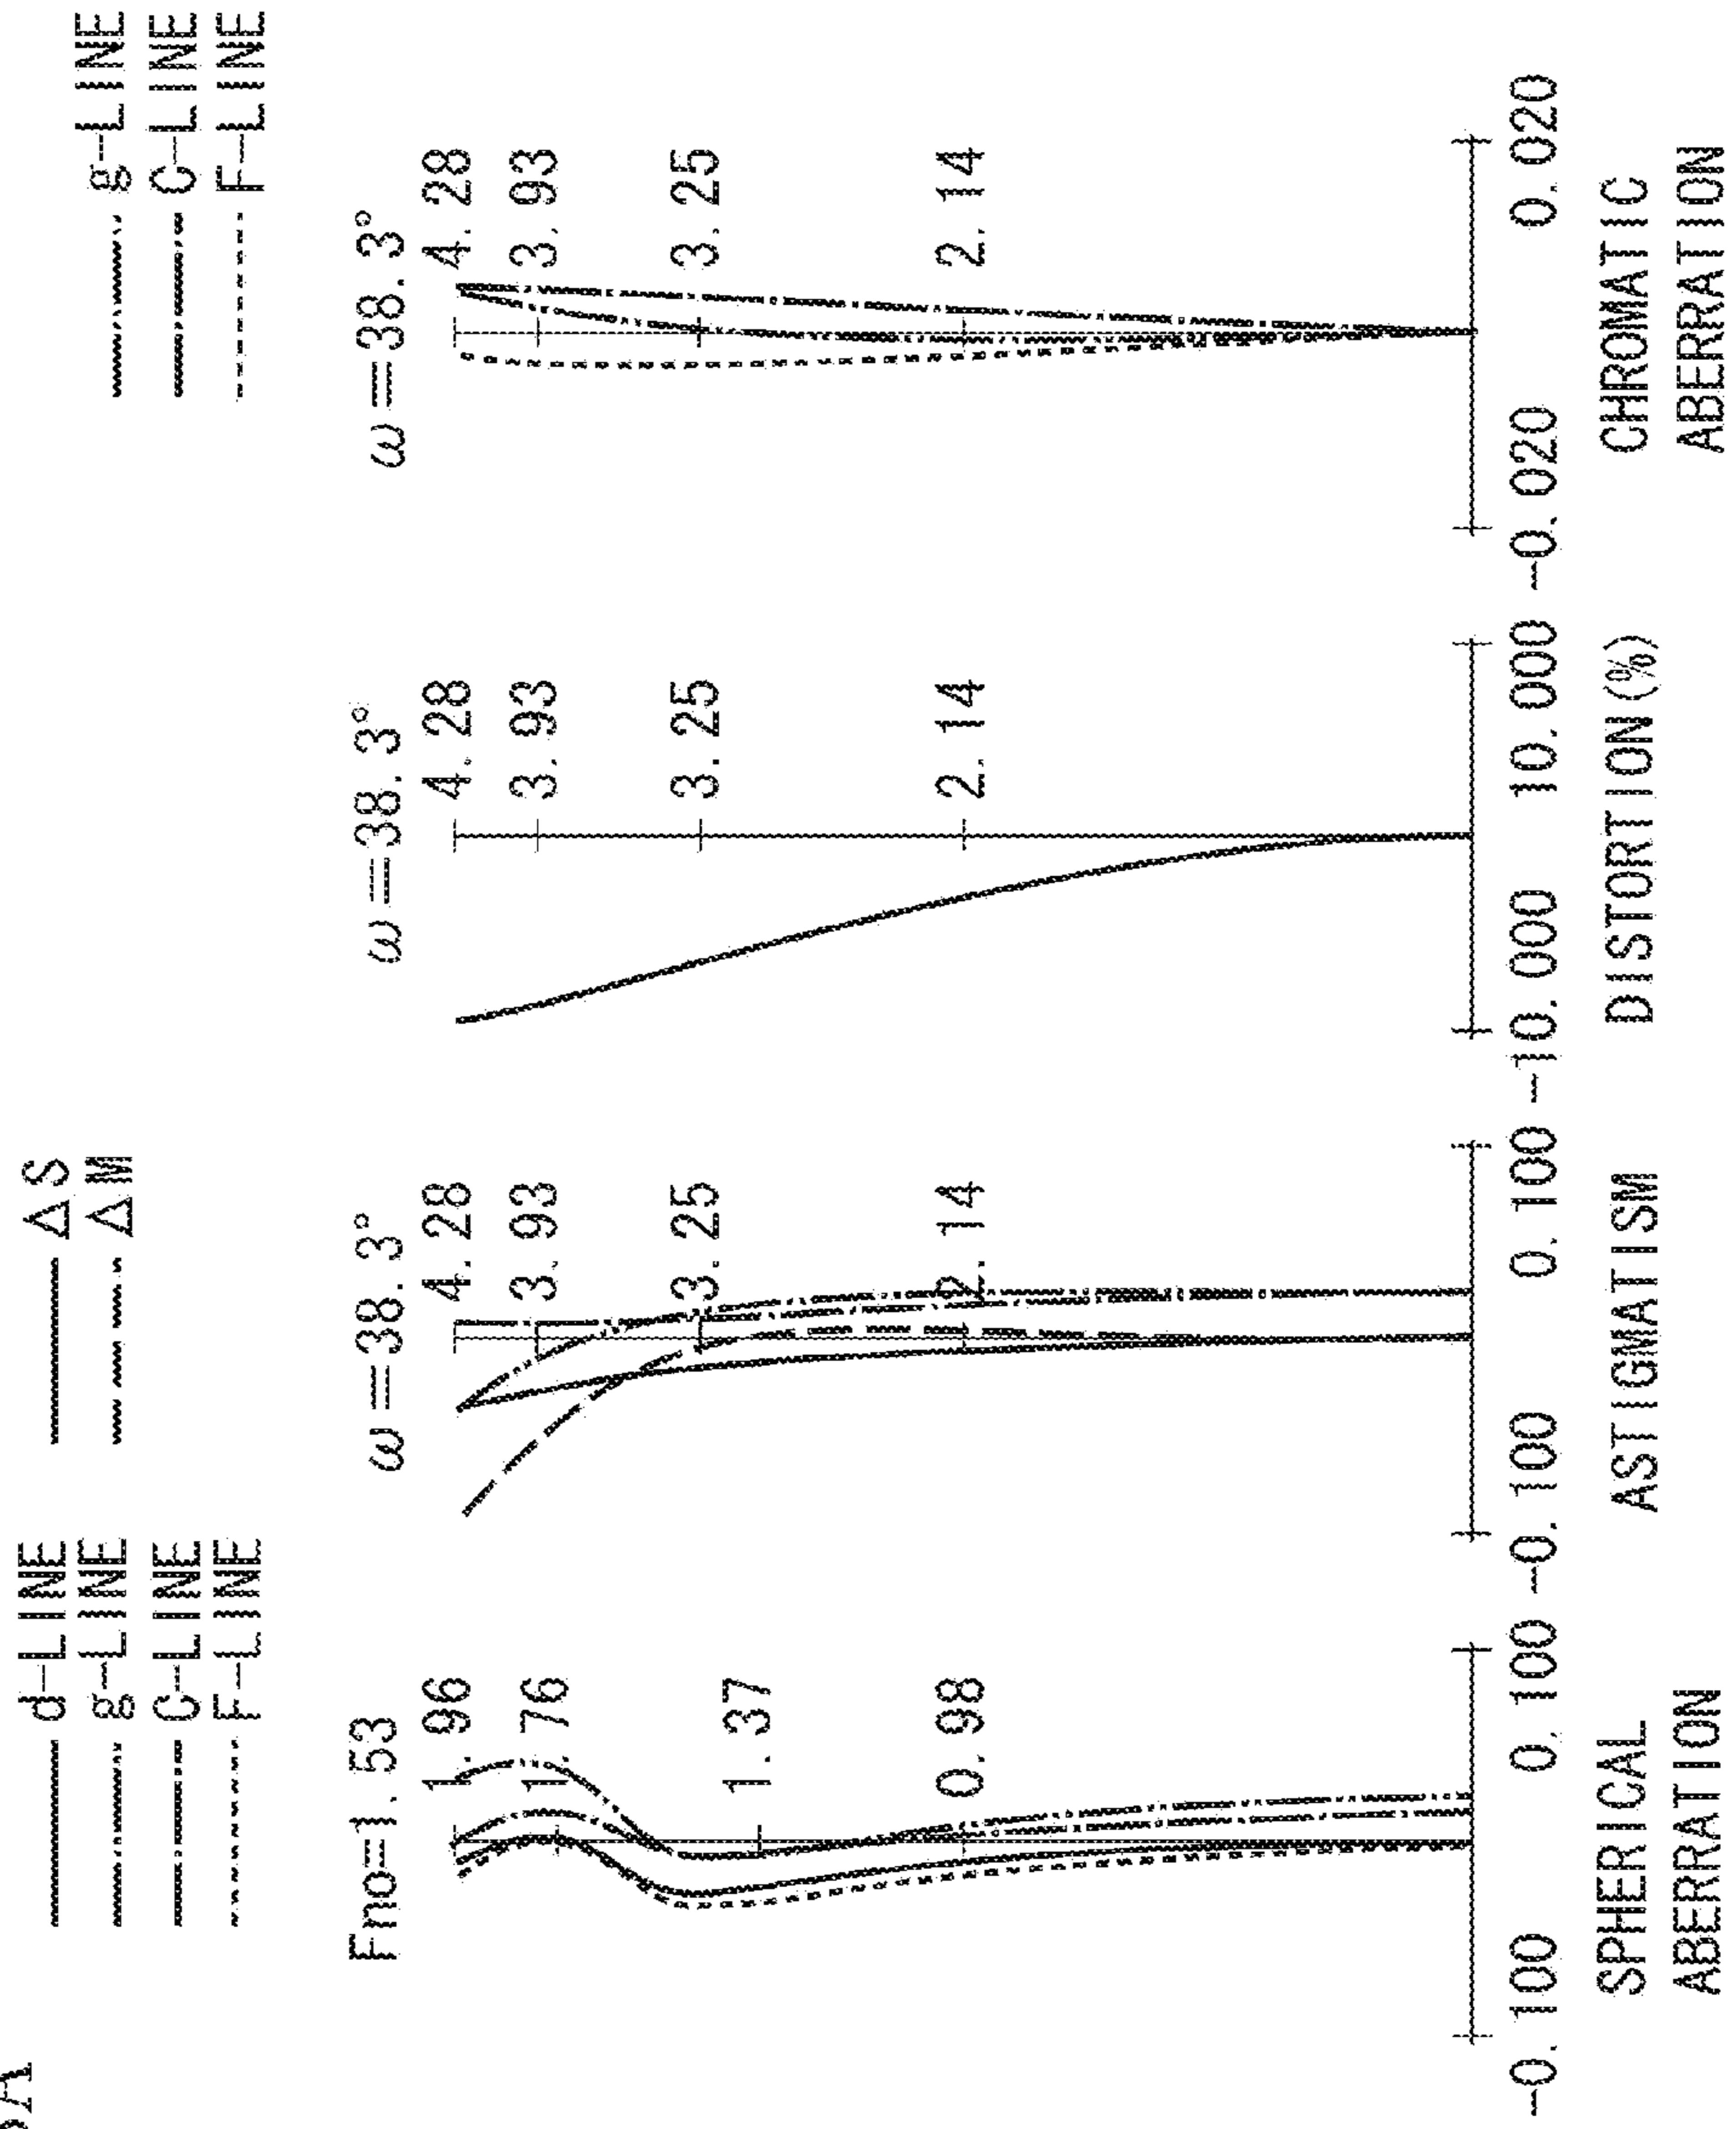 d-LINE
g-LINE
C-LINE
F-LINE
ΔS
ΔM
g-LINE
C-LINE
F-LINE
Fno=1. 53
1. 96
1. 76
1. 37
0. 98
-0. 100
0. 100
SPHERICAL
ABERRATION
ω=38. 3°
4. 28
3. 93
3. 25
2. 14
-0. 100
0. 100
ASTIGMATISM
ω=38. 3°
4. 28
3. 93
3. 25
2. 14
-10. 000
10. 000
DISTORTION(%)
ω=38. 3°
4. 28
3. 93
3. 25
2. 14
-0. 020
0. 020
CHROMATIC
ABERRATION